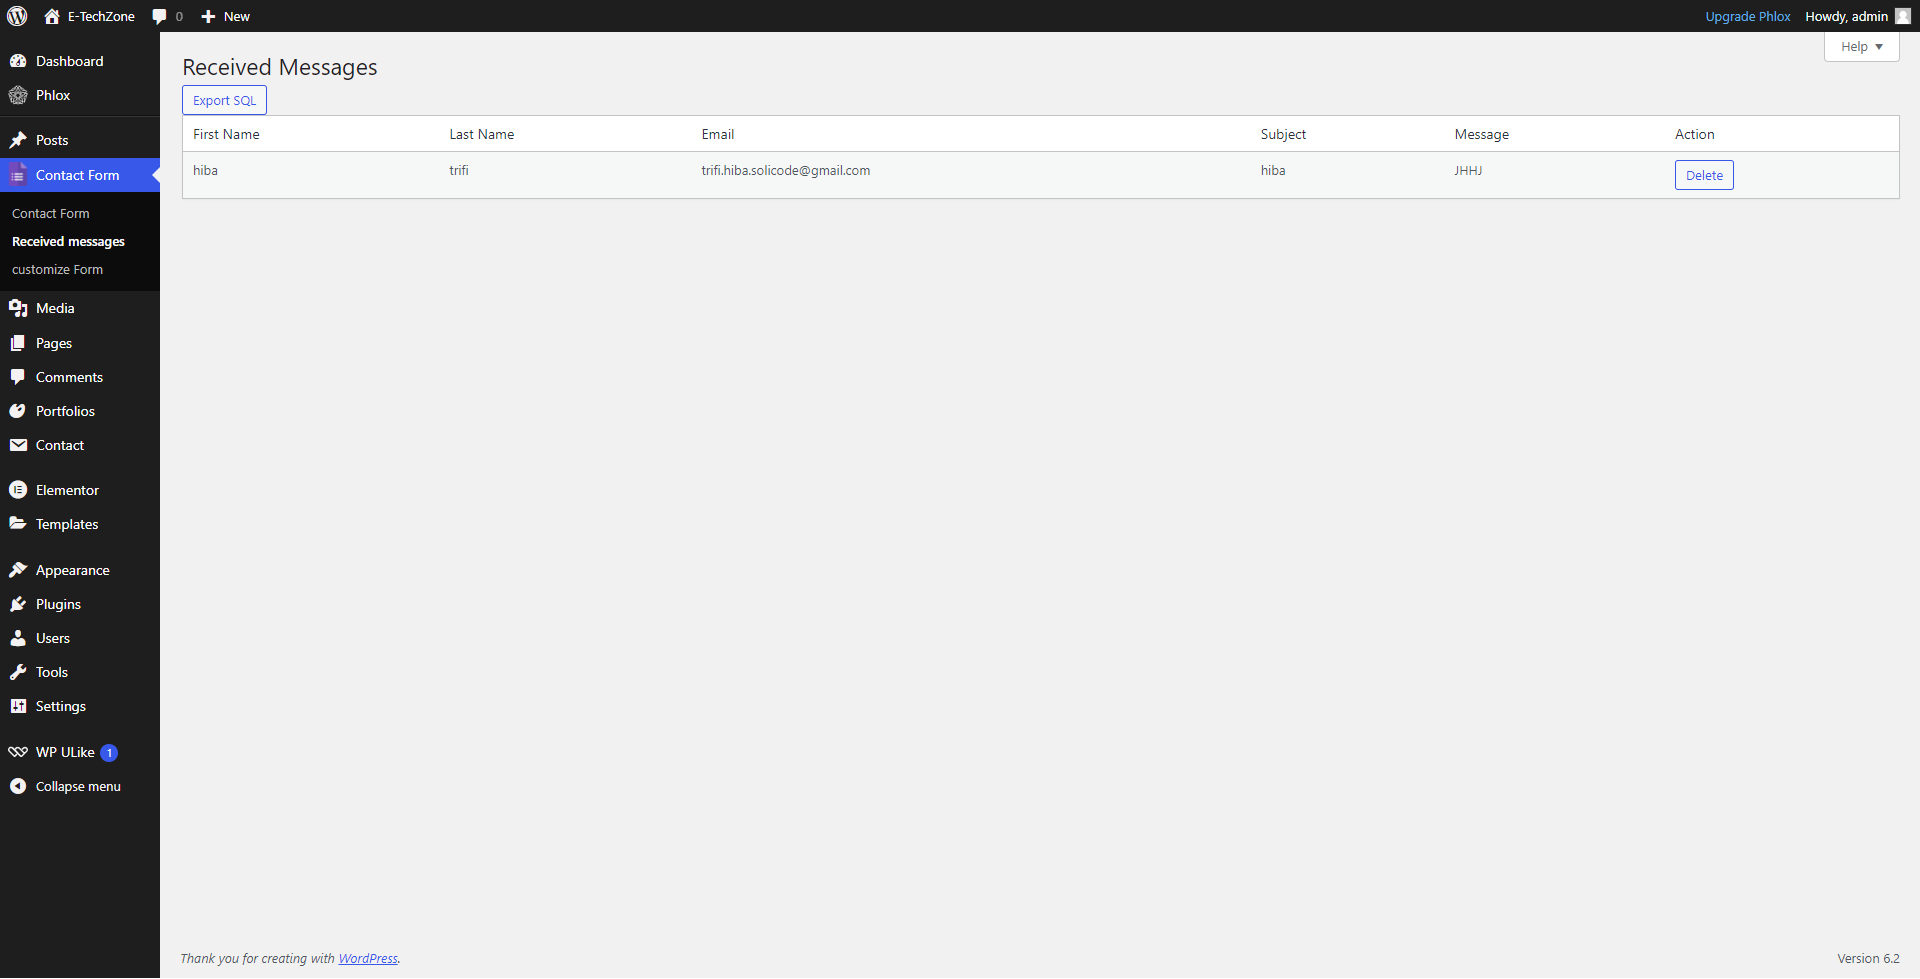 E-TechZone 0 New Upgrade Phlox Howdy, admin
Help
Dashboard
Phlox
Posts
Contact Form
Contact Form
Received messages
customize Form
Media
Pages
Comments
Portfolios
Contact
Elementor
Templates
Appearance
Plugins
Users
Tools
Settings
WP ULike 1
Collapse menu
Received Messages
Export SQL
First Name Last Name Email Subject Message Action
hiba trifi trifi.hiba.solicode@gmail.com hiba JHHJ Delete
Thank you for creating with WordPress. Version 6.2